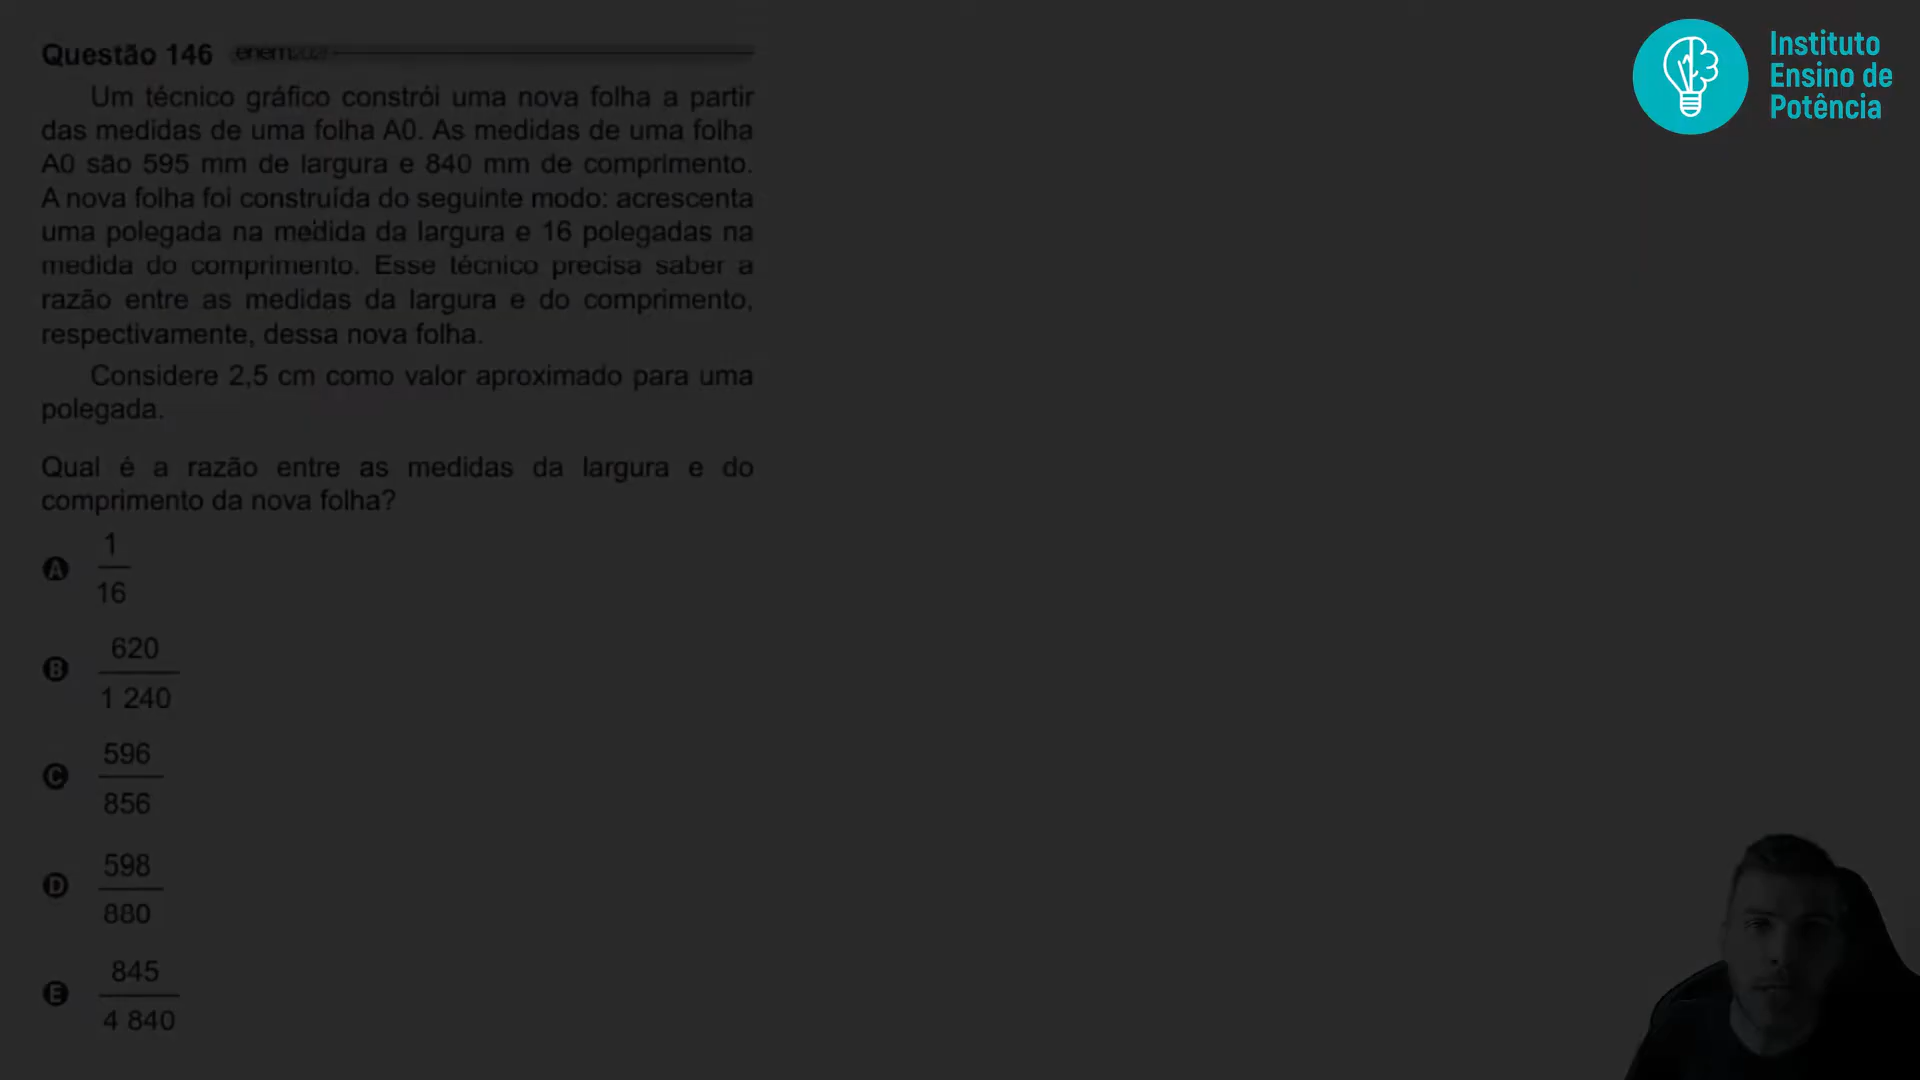 Instituto
Ensino de
Potência
Questão 146 enem2021
Um técnico gráfico constrói uma nova folha a partir
das medidas de uma folha A0. As medidas de uma folha
A0 são 595 mm de largura e 840 mm de comprimento.
A nova folha foi construída do seguinte modo: acrescenta
uma polegada na medida da largura e 16 polegadas na
medida do comprimento. Esse técnico precisa saber a
razão entre as medidas da largura e do comprimento,
respectivamente, dessa nova folha.
Considere 2,5 cm como valor aproximado para uma
polegada.
Qual é a razão entre as medidas da largura e do
comprimento da nova folha?
A 1
16
B 620
1 240
C 596
856
D 598
880
E 845
4 840